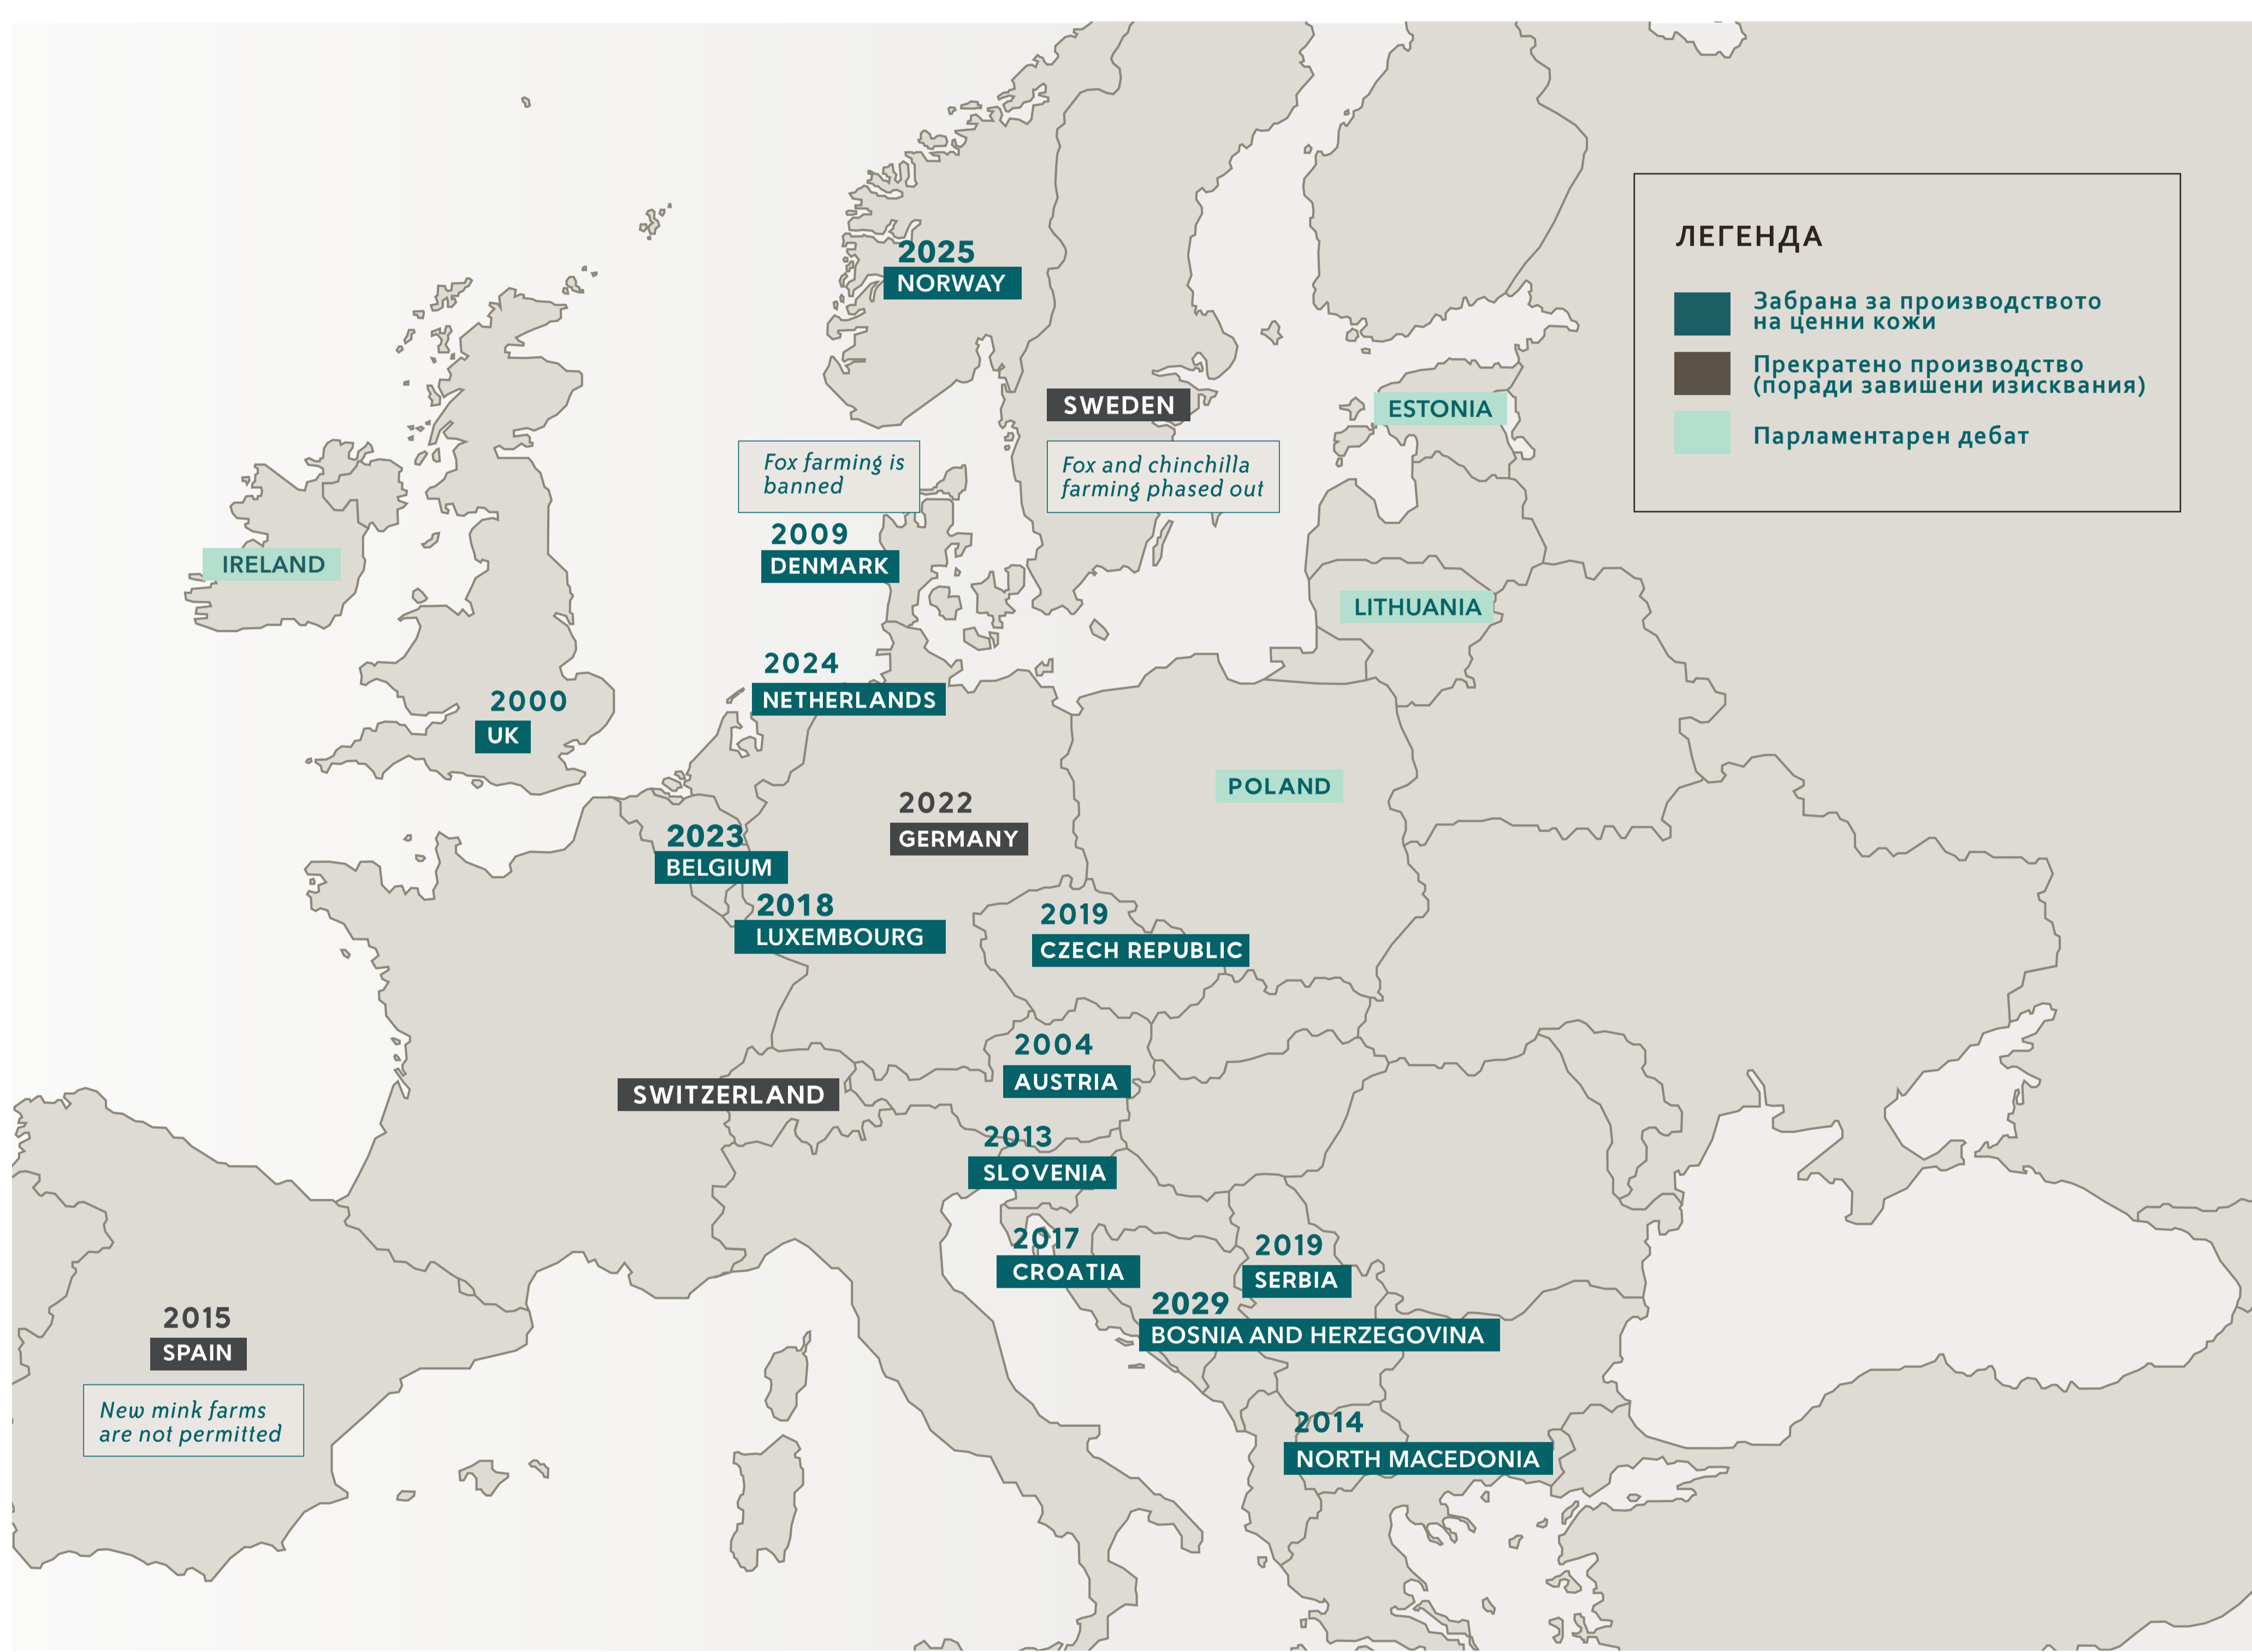 2025
NORWAY
ЛЕГЕНДА
Забрана за производството
на ценни кожи
Прекратено производство
(поради завишени изисквания)
Парламентарен дебат
SWEDEN
Fox and chinchilla
farming phased out
ESTONIA
Fox farming is
banned
2009
DENMARK
IRELAND
LITHUANIA
2024
NETHERLANDS
2000
UK
POLAND
2022
GERMANY
2023
BELGIUM
2018
LUXEMBOURG
2019
CZECH REPUBLIC
2004
AUSTRIA
SWITZERLAND
2013
SLOVENIA
2017
CROATIA
2019
SERBIA
2029
BOSNIA AND HERZEGOVINA
2015
SPAIN
New mink farms
are not permitted
2014
NORTH MACEDONIA